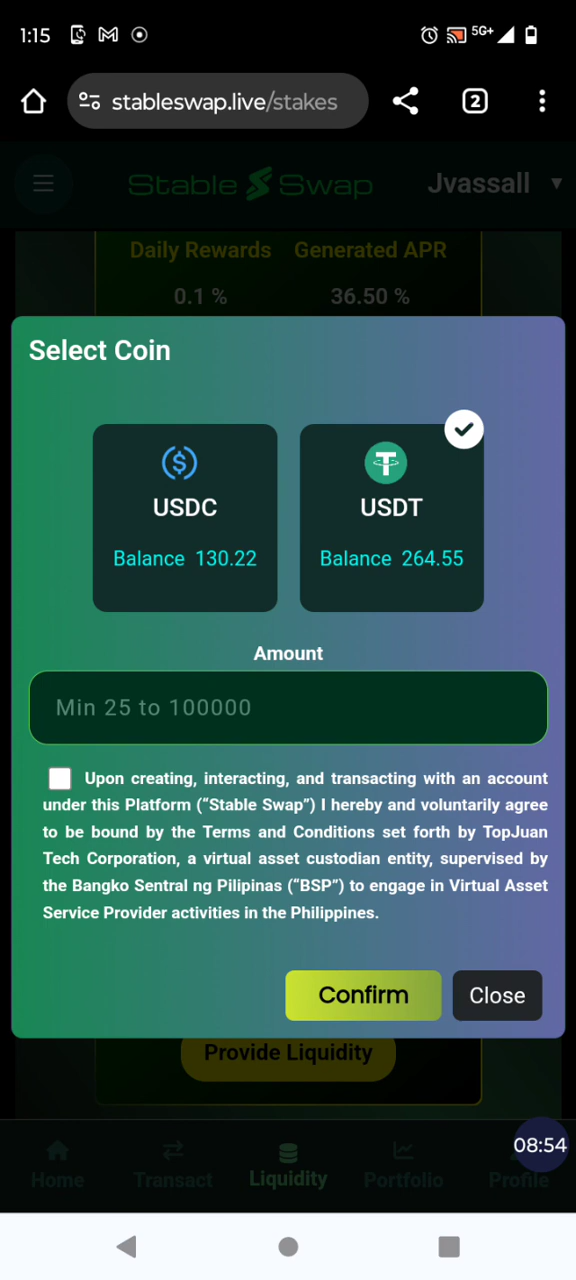 1:15 5G+
stableswap.live/stakes 2
Stable Swap Jvassall
Daily Rewards Generated APR
0.1 % 36.50 %
Select Coin
USDC USDT
Balance 130.22 Balance 264.55
Amount
Min 25 to 100000
Upon creating, interacting, and transacting with an account
under this Platform (“Stable Swap”) I hereby and voluntarily agree
to be bound by the Terms and Conditions set forth by TopJuan
Tech Corporation, a virtual asset custodian entity, supervised by
the Bangko Sentral ng Pilipinas (“BSP”) to engage in Virtual Asset
Service Provider activities in the Philippines.
Confirm Close
Provide Liquidity
08:54
Home Transact Liquidity Portfolio Profile